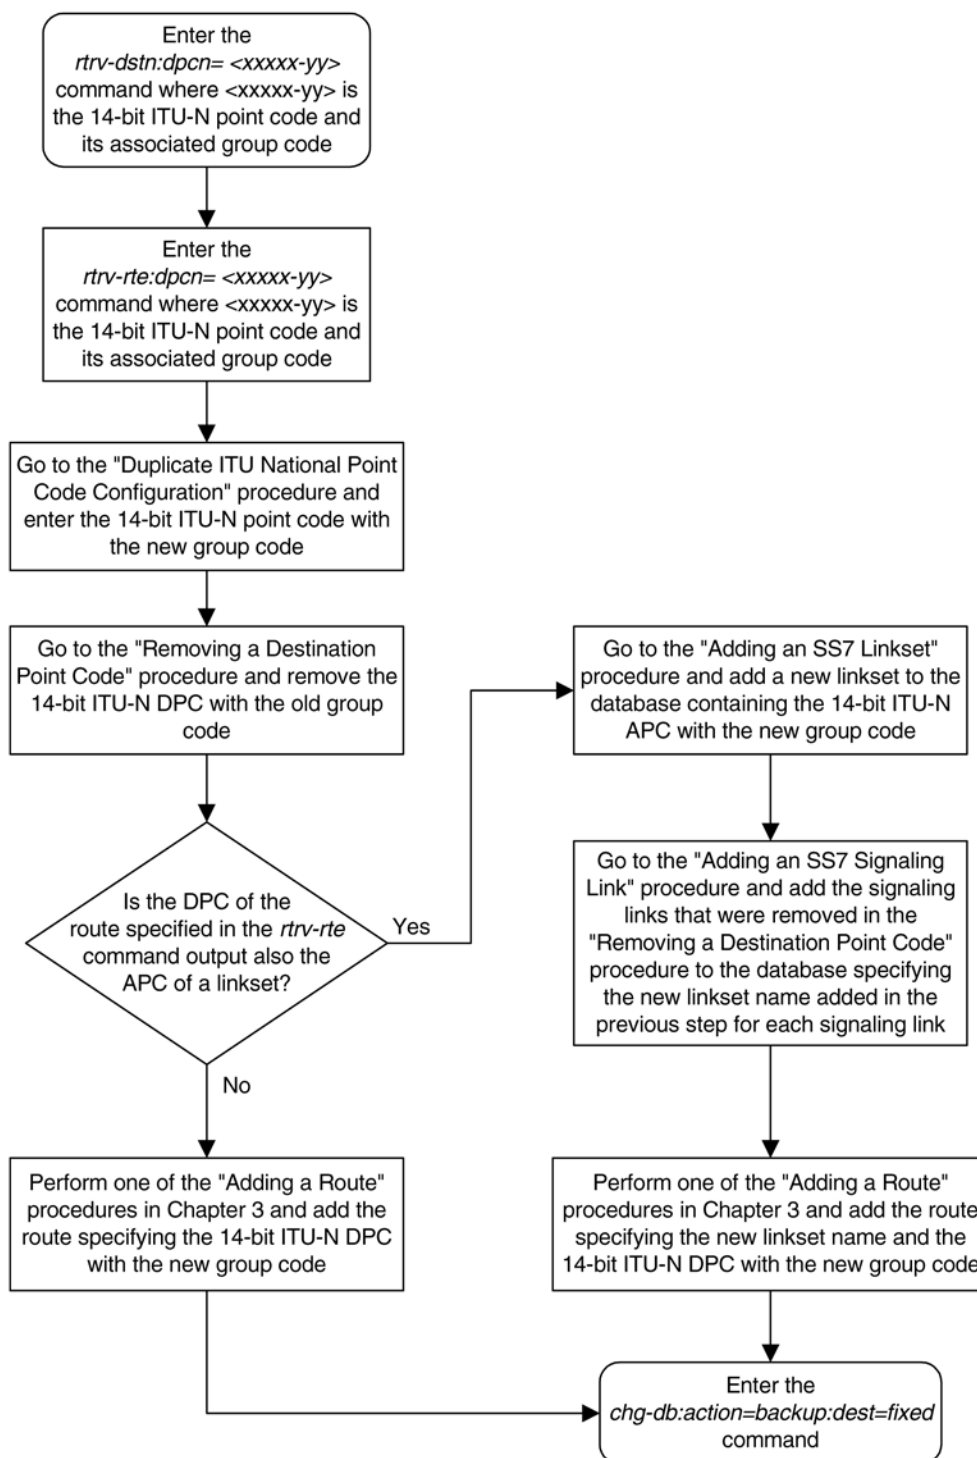 Enter the
rtrv-dstn:dpcn= <xxxxx-yy>
command where <xxxxx-yy> is
the 14-bit ITU-N point code and
its associated group code
Enter the
rtrv-rte:dpcn= <xxxxx-yy>
command where <xxxxx-yy> is
the 14-bit ITU-N point code and
its associated group code
Go to the "Duplicate ITU National Point
Code Configuration" procedure and
enter the 14-bit ITU-N point code with
the new group code
Go to the "Removing a Destination
Point Code" procedure and remove the
14-bit ITU-N DPC with the old group
code
Is the DPC of the
route specified in the rtrv-rte
command output also the
APC of a linkset?
Yes
No
Go to the "Adding an SS7 Linkset"
procedure and add a new linkset to the
database containing the 14-bit ITU-N
APC with the new group code
Go to the "Adding an SS7 Signaling
Link" procedure and add the signaling
links that were removed in the
"Removing a Destination Point Code"
procedure to the database specifying
the new linkset name added in the
previous step for each signaling link
Perform one of the "Adding a Route"
procedures in Chapter 3 and add the
route specifying the 14-bit ITU-N DPC
with the new group code
Perform one of the "Adding a Route"
procedures in Chapter 3 and add the route
specifying the new linkset name and the
14-bit ITU-N DPC with the new group code
Enter the
chg-db:action=backup:dest=fixed
command